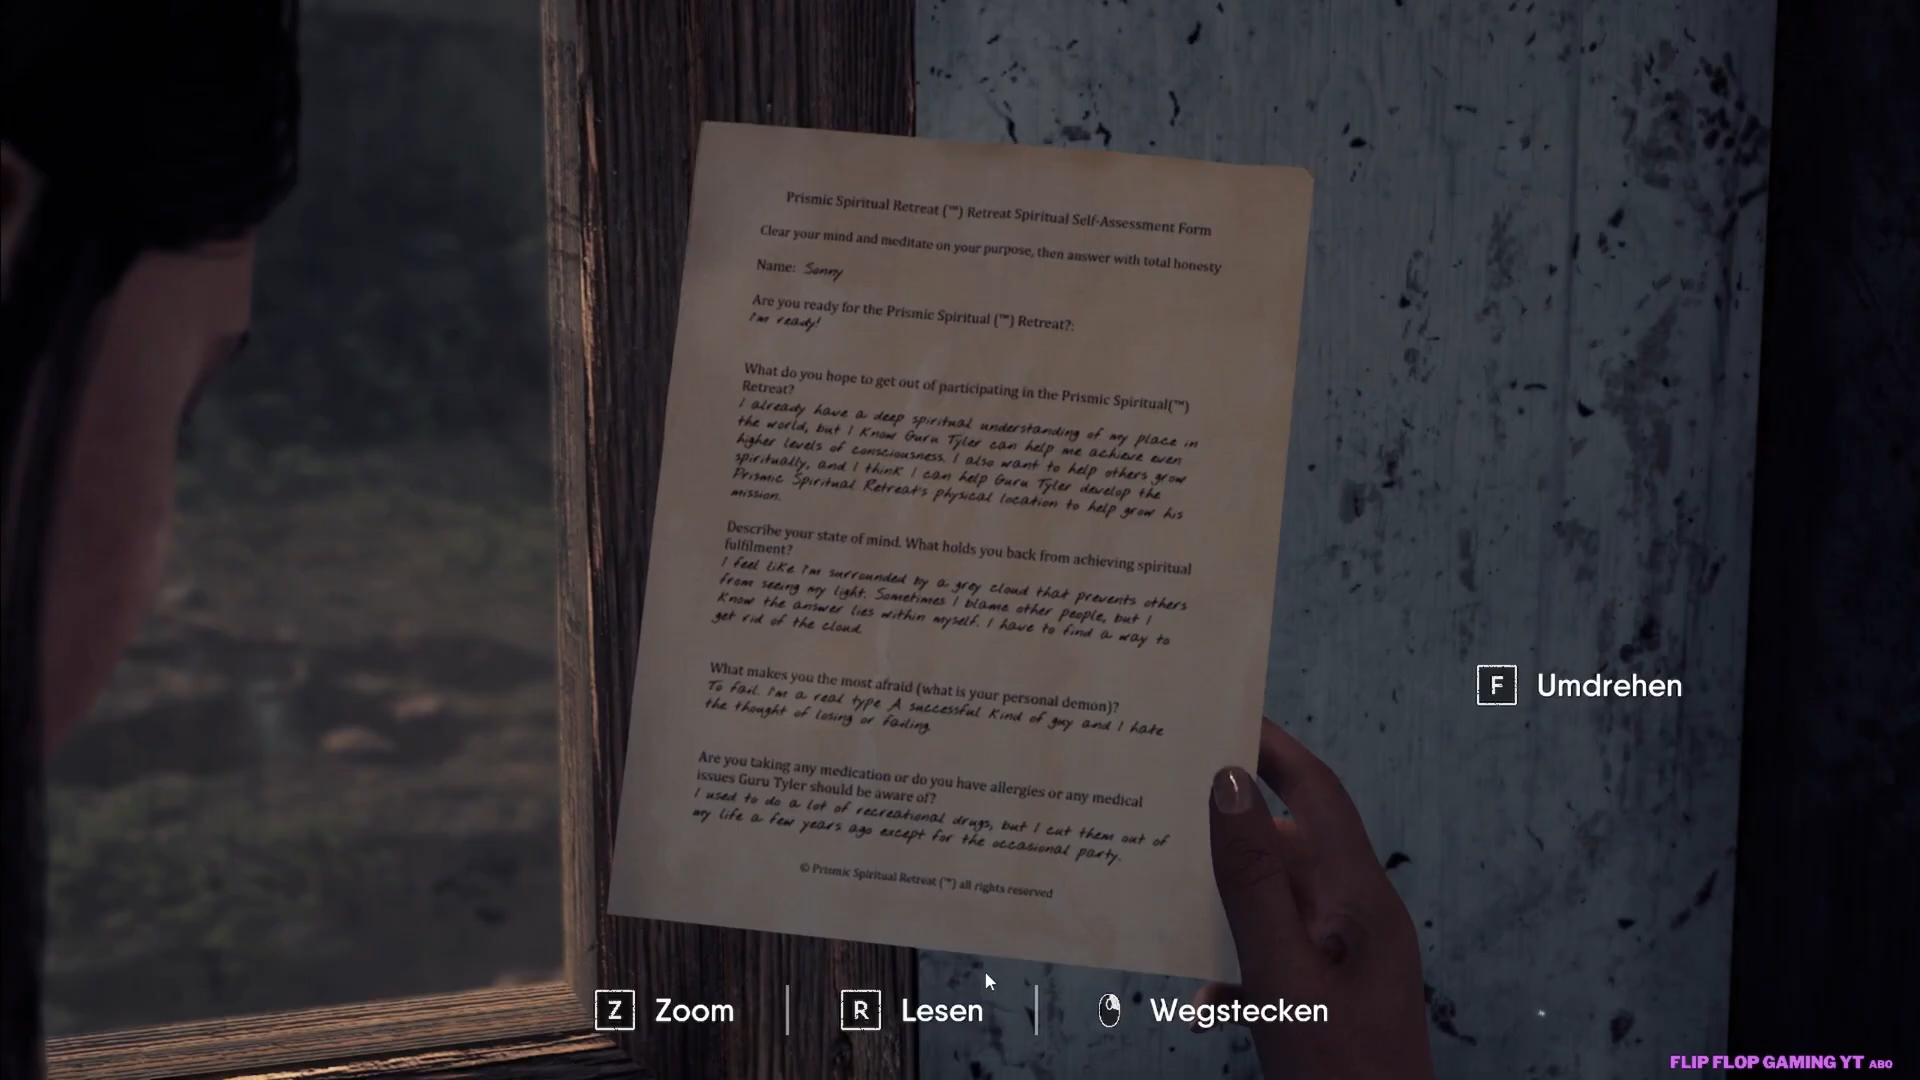 Prismic Spiritual Retreat (™) Retreat Spiritual Self-Assessment Form
Clear your mind and meditate on your purpose, then answer with total honesty
Name: Sonny
Are you ready for the Prismic Spiritual (™) Retreat?:
I'm ready!
What do you hope to get out of participating in the Prismic Spiritual(™)
Retreat?
I already have a deep spiritual understanding of my place in
the world, but I know Guru Tyler can help me achieve even
higher levels of consciousness. I also want to help others grow
spiritually, and I think I can help Guru Tyler develop the
Prismic Spiritual Retreat's physical location to help grow his
mission.
Describe your state of mind. What holds you back from achieving spiritual
fulfilment?
I feel like I'm surrounded by a grey cloud that prevents others
from seeing my light. Sometimes I blame other people, but I
know the answer lies within myself. I have to find a way to
get rid of the cloud.
What makes you the most afraid (what is your personal demon)?
To fail. I'm a real type A successful kind of guy and I hate
the thought of losing or failing.
Are you taking any medication or do you have allergies or any medical
issues Guru Tyler should be aware of?
I used to do a lot of recreational drugs, but I cut them out of
my life a few years ago except for the occasional party.
© Prismic Spiritual Retreat (™) all rights reserved
F Umdrehen
Z Zoom
R Lesen
Wegstecken
FLIP FLOP GAMING YT ABO